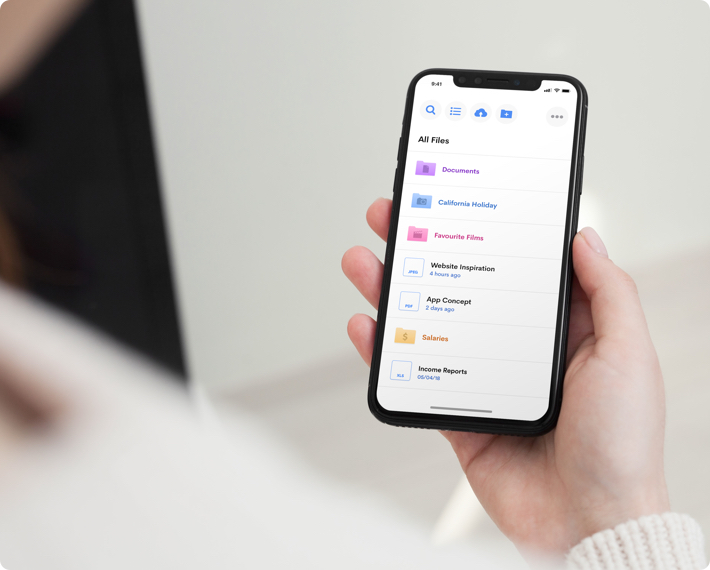 9:41
All Files
Documents
California Holiday
Favourite Films
Website Inspiration
JPEG
4 hours ago
App Concept
PDF
2 days ago
Salaries
Income Reports
XLS
06/04/18